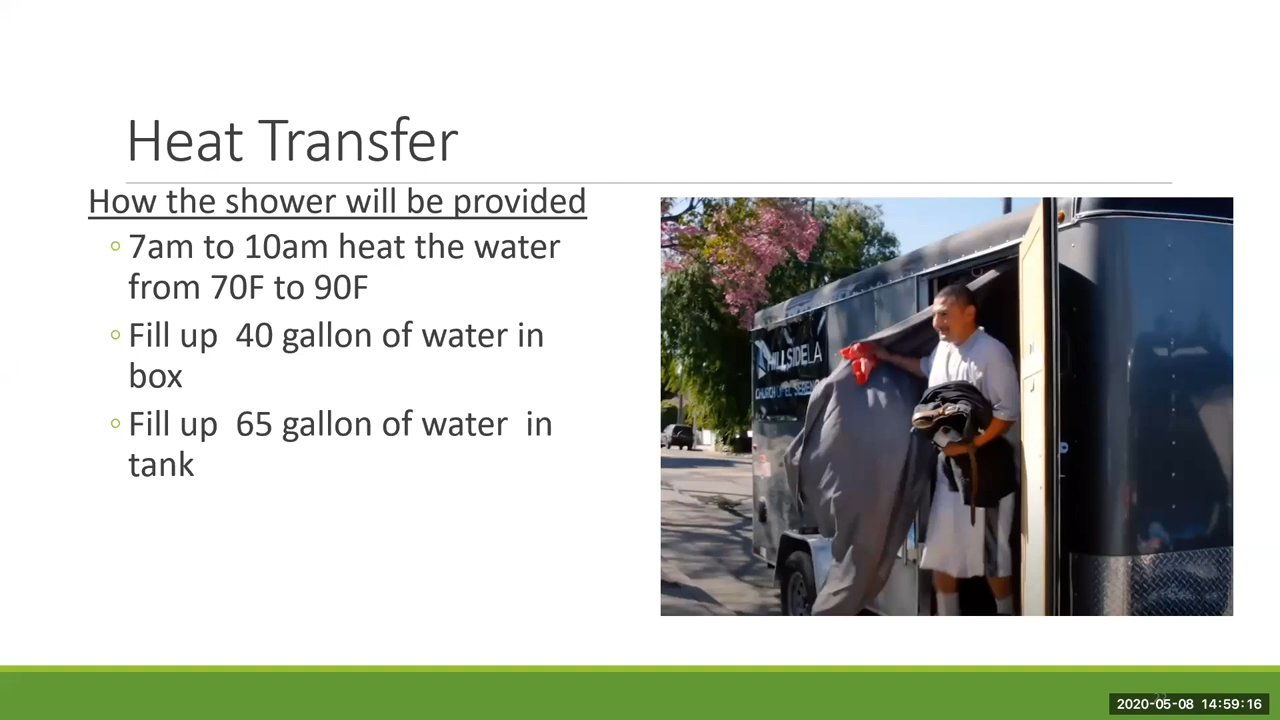 Heat Transfer
How the shower will be provided
◦ 7am to 10am heat the water
from 70F to 90F
◦ Fill up  40 gallon of water in
box
◦ Fill up  65 gallon of water  in
tank
HILLSIDELA
2020-05-08 14:59:16